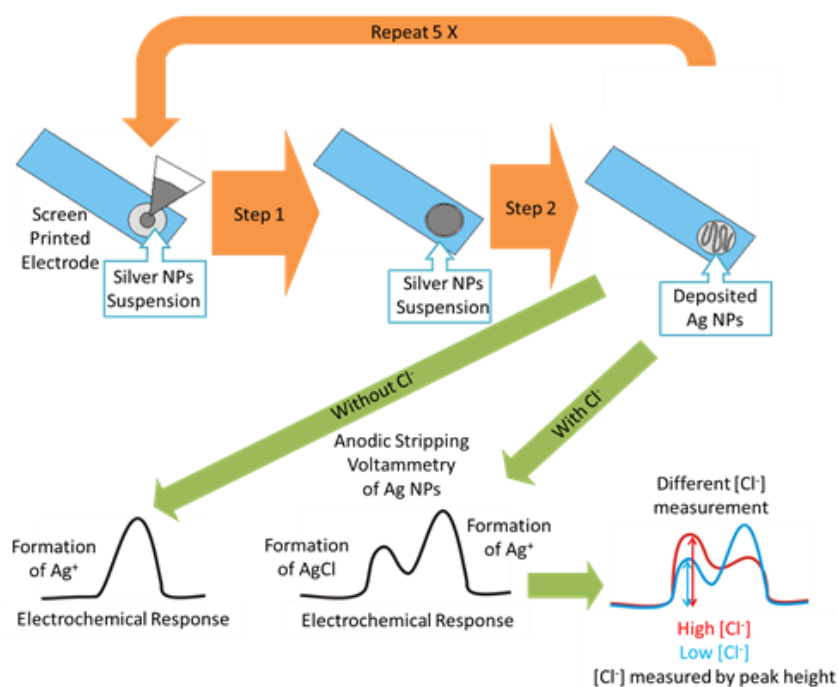 Repeat 5 X
Screen
Printed
Electrode
Silver NPs
Suspension
Step 1
Silver NPs
Suspension
Step 2
Deposited
Ag NPs
Without Cl⁻
With Cl⁻
Anodic Stripping
Voltammetry
of Ag NPs
Formation
of Ag⁺
Electrochemical Response
Formation
of AgCl
Formation
of Ag⁺
Electrochemical Response
Different [Cl⁻]
measurement
High [Cl⁻]
Low [Cl⁻]
[Cl⁻] measured by peak height